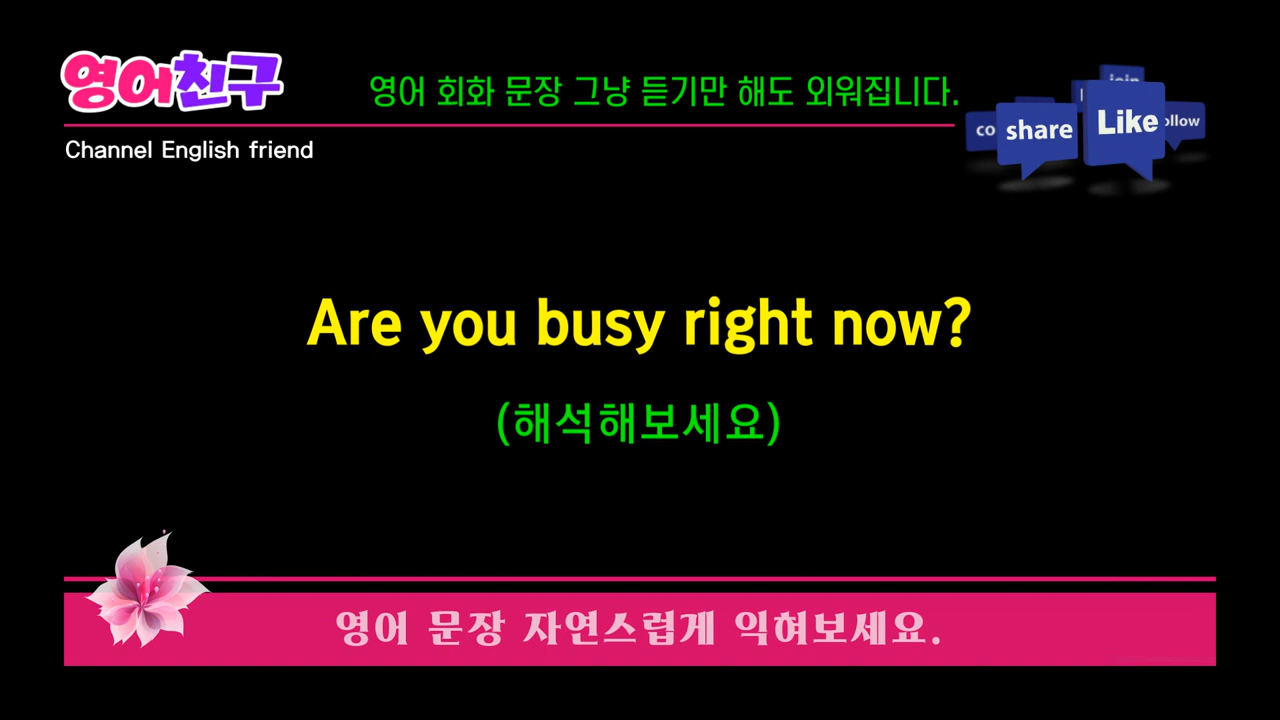 영어친구
영어 회화 문장 그냥 듣기만 해도 외워집니다.
Channel English friend
join
share
Like
Are you busy right now?
(해석해보세요)
영어 문장 자연스럽게 익혀보세요.